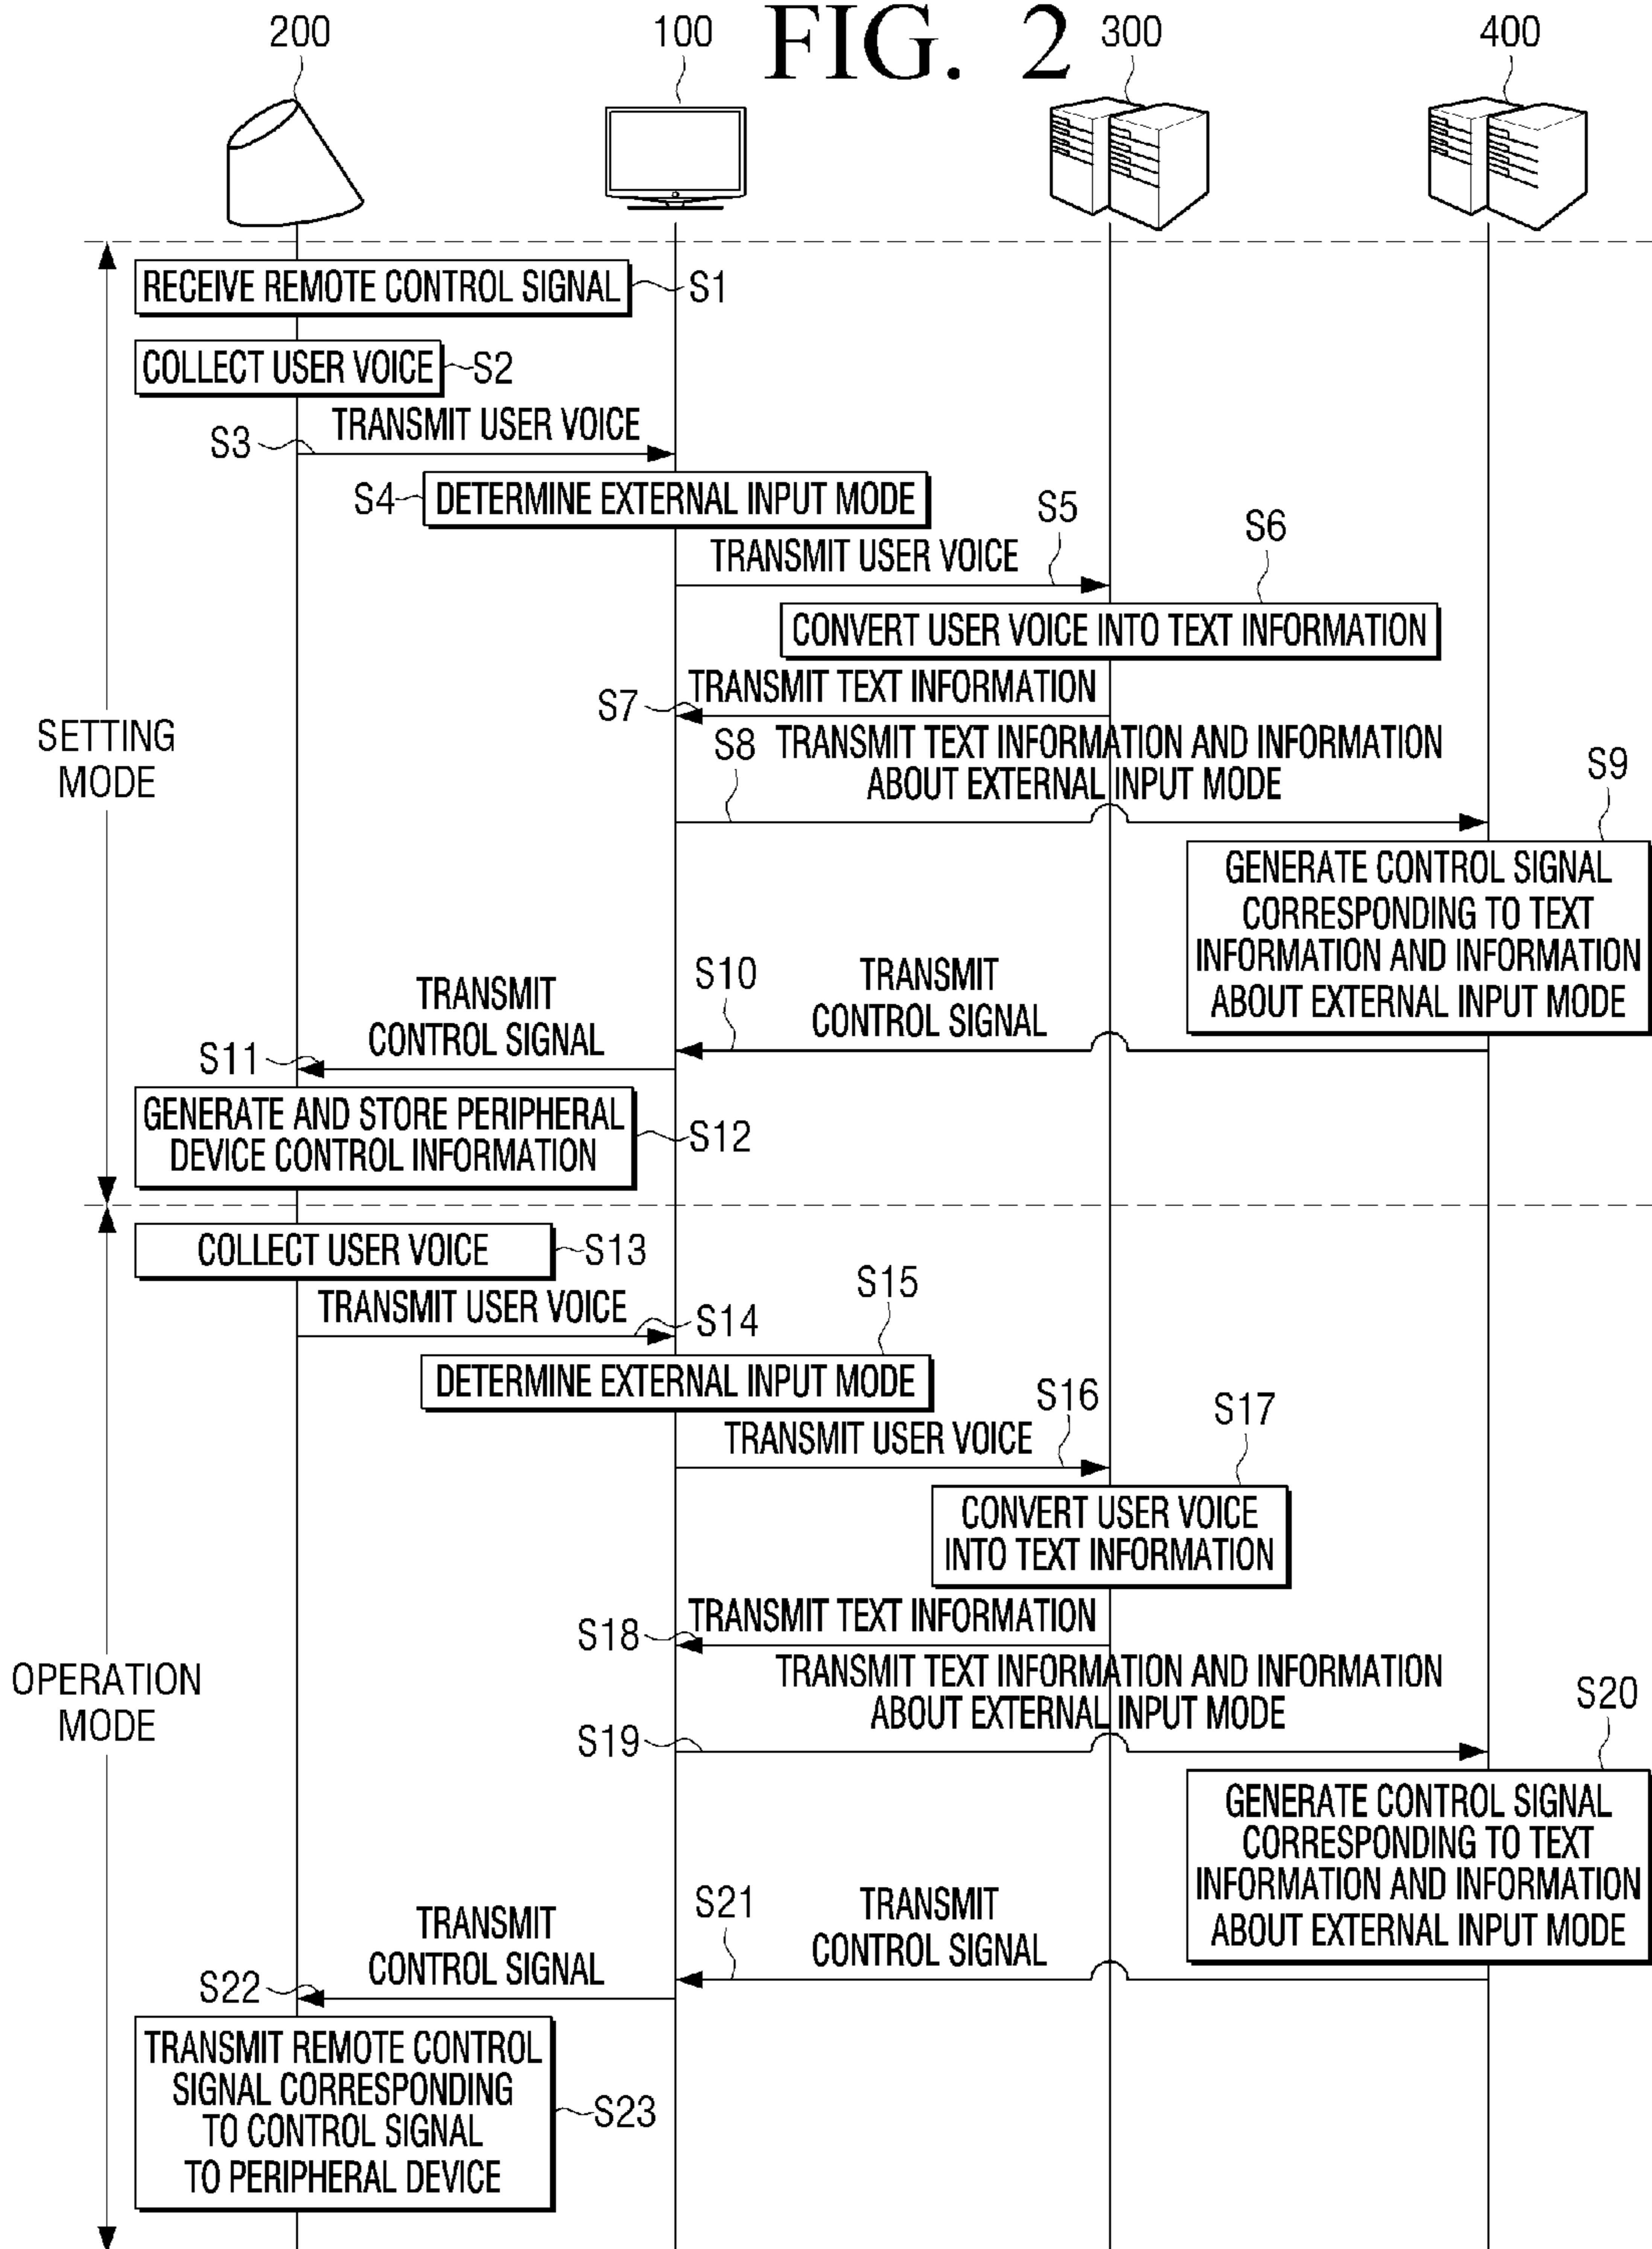 FIG. 2
200
100
300
400
RECEIVE REMOTE CONTROL SIGNAL
S1
COLLECT USER VOICE
S2
TRANSMIT USER VOICE
S3
S4
DETERMINE EXTERNAL INPUT MODE
S5
TRANSMIT USER VOICE
S6
CONVERT USER VOICE INTO TEXT INFORMATION
TRANSMIT TEXT INFORMATION
S7
SETTING
MODE
S8
TRANSMIT TEXT INFORMATION AND INFORMATION
ABOUT EXTERNAL INPUT MODE
S9
GENERATE CONTROL SIGNAL
CORRESPONDING TO TEXT
INFORMATION AND INFORMATION
ABOUT EXTERNAL INPUT MODE
S10
TRANSMIT
CONTROL SIGNAL
TRANSMIT
CONTROL SIGNAL
S11
GENERATE AND STORE PERIPHERAL
DEVICE CONTROL INFORMATION
S12
COLLECT USER VOICE
S13
TRANSMIT USER VOICE
S14
S15
DETERMINE EXTERNAL INPUT MODE
S16
TRANSMIT USER VOICE
S17
CONVERT USER VOICE
INTO TEXT INFORMATION
TRANSMIT TEXT INFORMATION
S18
OPERATION
MODE
TRANSMIT TEXT INFORMATION AND INFORMATION
ABOUT EXTERNAL INPUT MODE
S19
S20
GENERATE CONTROL SIGNAL
CORRESPONDING TO TEXT
INFORMATION AND INFORMATION
ABOUT EXTERNAL INPUT MODE
S21
TRANSMIT
CONTROL SIGNAL
TRANSMIT
CONTROL SIGNAL
S22
TRANSMIT REMOTE CONTROL
SIGNAL CORRESPONDING
TO CONTROL SIGNAL
TO PERIPHERAL DEVICE
S23